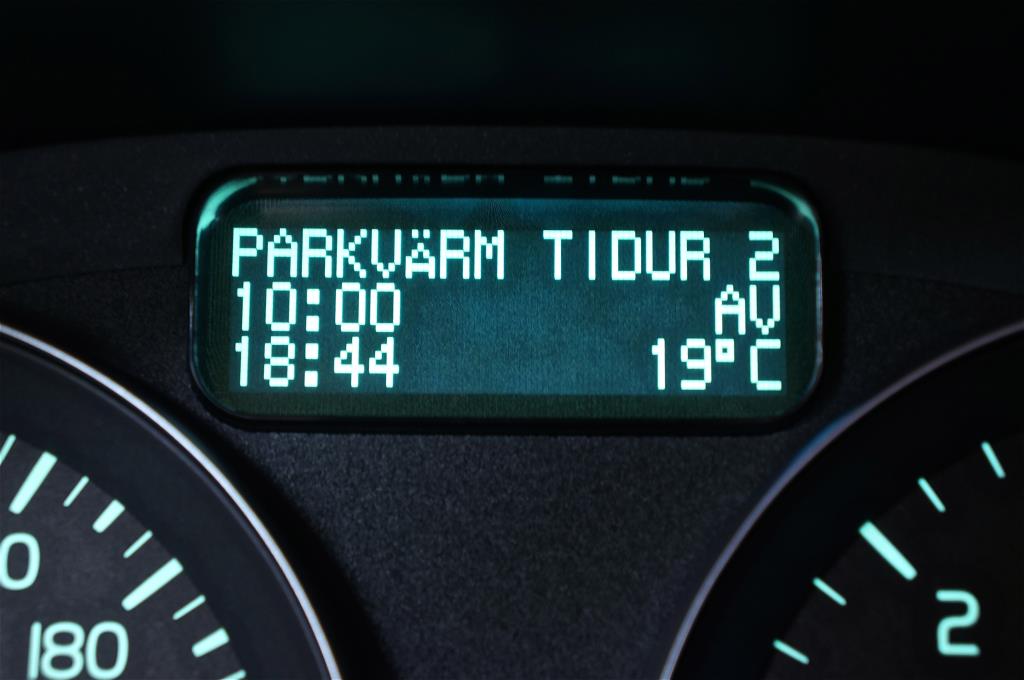 PARKVÄRM TIDUR 2
10:00 AV
18:44 19°C
0
180
2